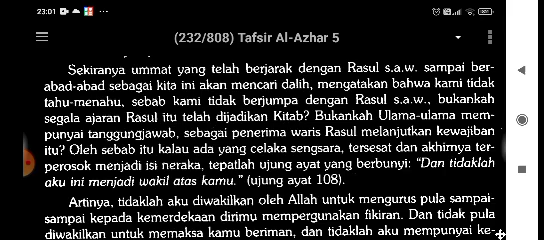 23:01
(232/808) Tafsir Al-Azhar 5
Sekiranya ummat yang telah berjarak dengan Rasul s.a.w. sampai ber-
abad-abad sebagai kita ini akan mencari dalih, mengatakan bahwa kami tidak
tahu-menahu, sebab kami tidak berjumpa dengan Rasul s.a.w., bukankah
segala ajaran Rasul itu telah dijadikan Kitab? Bukankah Ulama-ulama mem-
punyai tanggungjawab, sebagai penerima waris Rasul melanjutkan kewajiban
itu? Oleh sebab itu kalau ada yang celaka sengsara, tersesat dan akhirnya ter-
perosok menjadi isi neraka, tepatlah ujung ayat yang berbunyi: "Dan tidaklah
aku ini menjadi wakil atas kamu." (ujung ayat 108).
Artinya, tidaklah aku diwakilkan oleh Allah untuk mengurus pula sampai-
sampai kepada kemerdekaan dirimu mempergunakan fikiran. Dan tidak pula
diwakilkan untuk memaksa kamu beriman, dan tidaklah aku mempunyai ke-